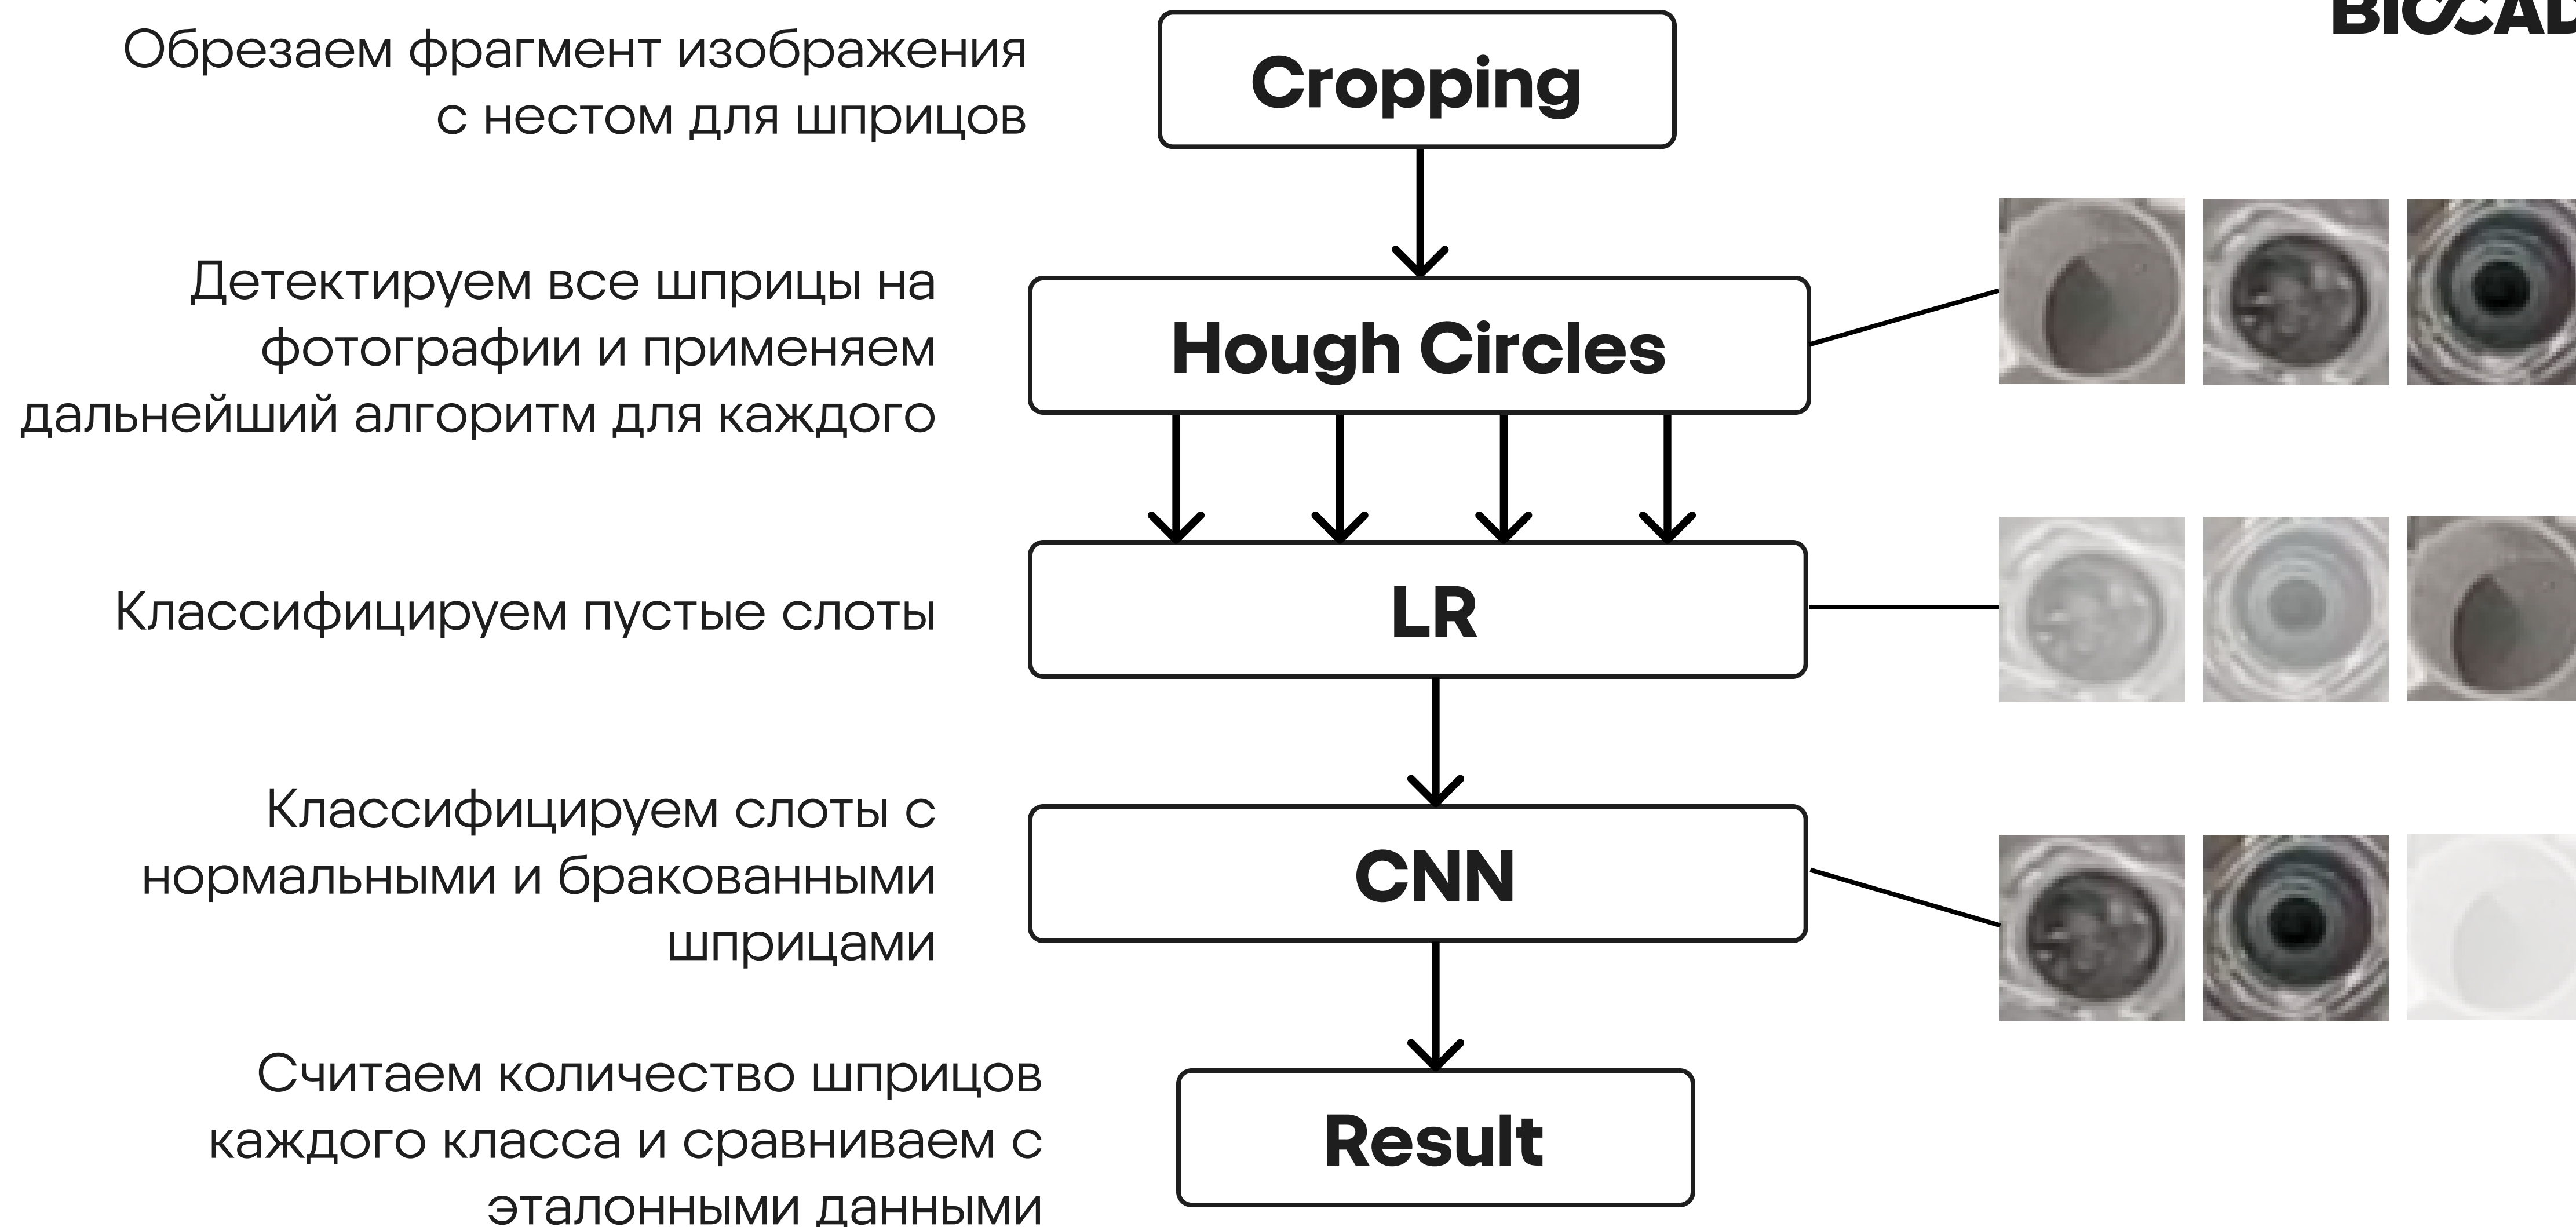 BIOCAD
Обрезаем фрагмент изображения
с нестом для шприцов
Cropping
Детектируем все шприцы на
фотографии и применяем
дальнейший алгоритм для каждого
Hough Circles
Классифицируем пустые слоты
LR
Классифицируем слоты с
нормальными и бракованными
шприцами
CNN
Считаем количество шприцов
каждого класса и сравниваем с
эталонными данными
Result